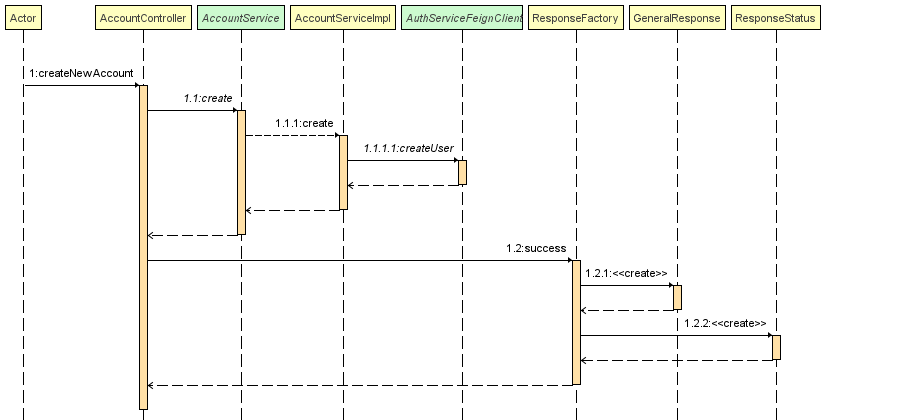 Actor
AccountController
AccountService
AccountServiceImpl
AuthServiceFeignClient
ResponseFactory
GeneralResponse
ResponseStatus
1:createNewAccount
1.1:create
1.1.1:create
1.1.1.1:createUser
1.2:success
1.2.1:<<create>>
1.2.2:<<create>>